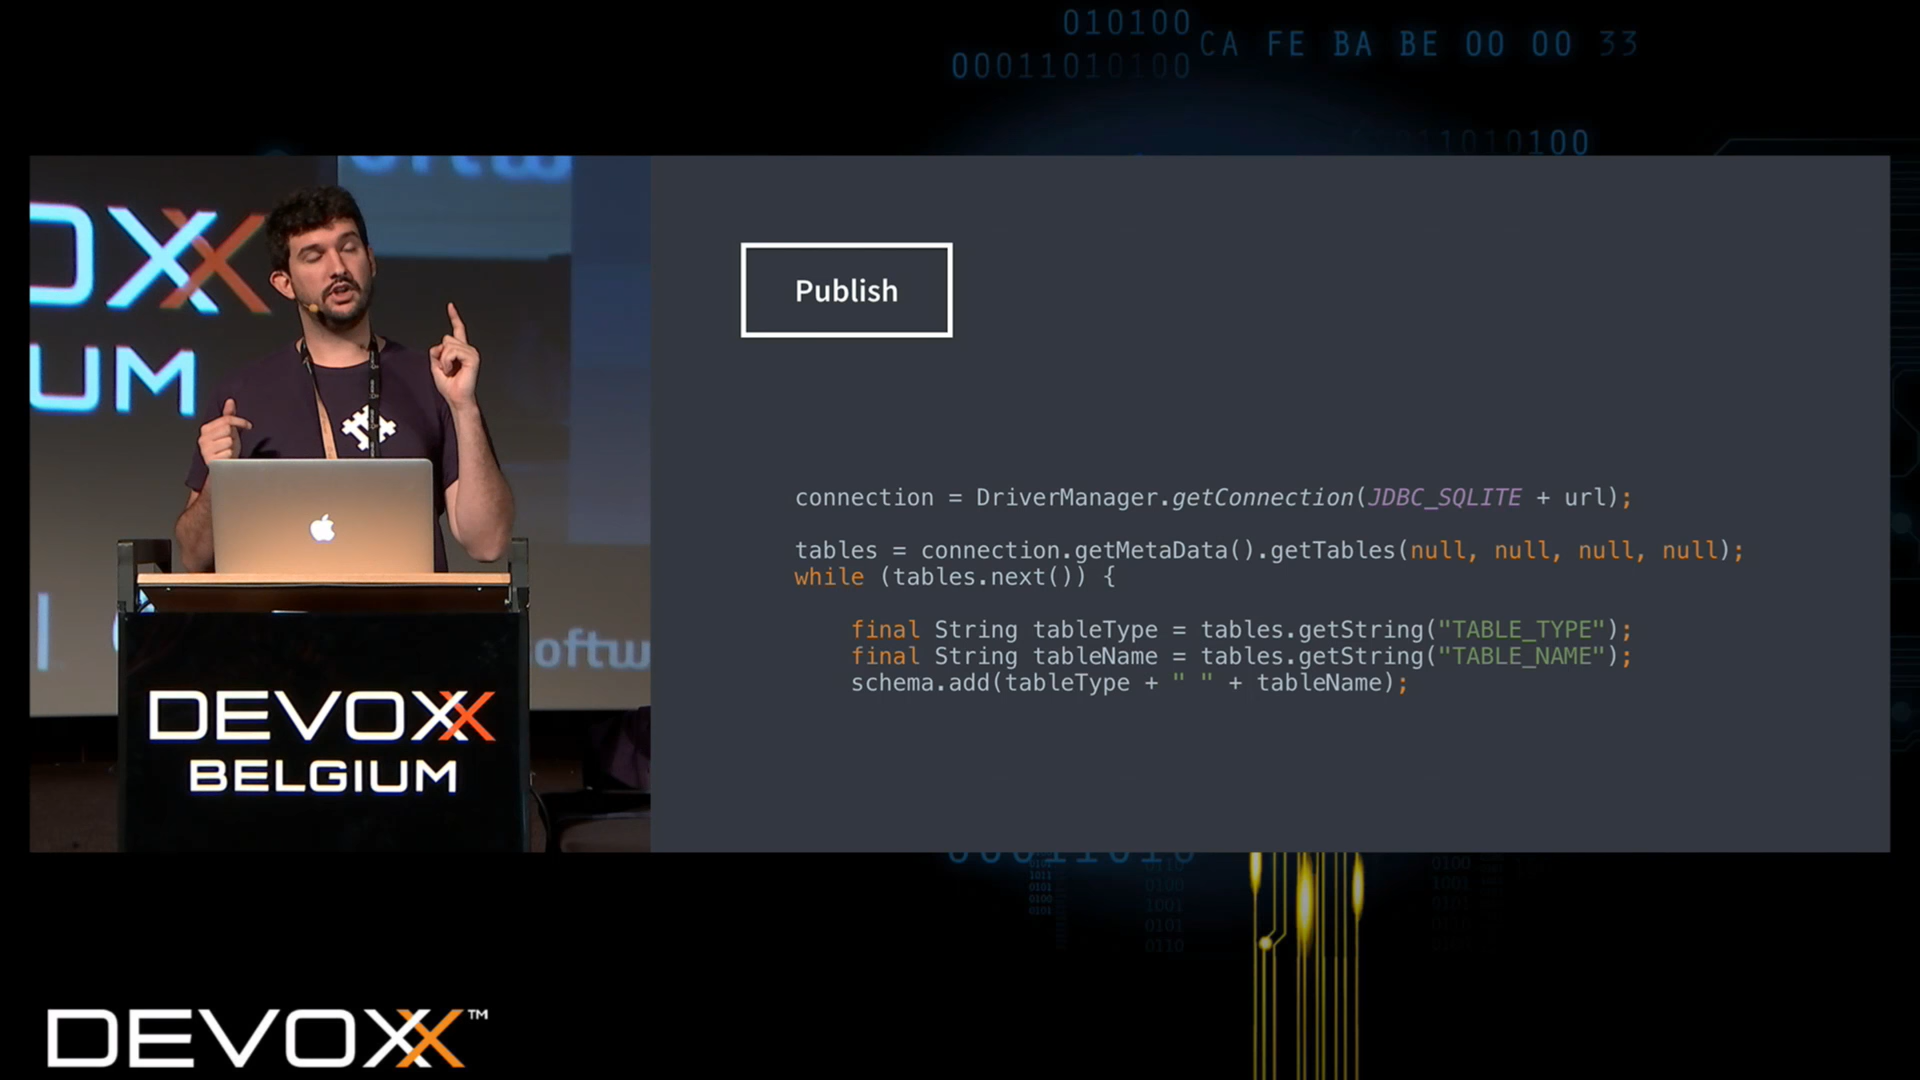 010100
CA FE BA BE 00 00 33
00011010100
1010100
OX
UM
oftw
DEVOXX
BELGIUM
Publish
connection = DriverManager.getConnection(JDBC_SQLITE + url);
tables = connection.getMetaData().getTables(null, null, null, null);
while (tables.next()) {
final String tableType = tables.getString("TABLE_TYPE");
final String tableName = tables.getString("TABLE_NAME");
schema.add(tableType + " " + tableName);
DEVOXX™